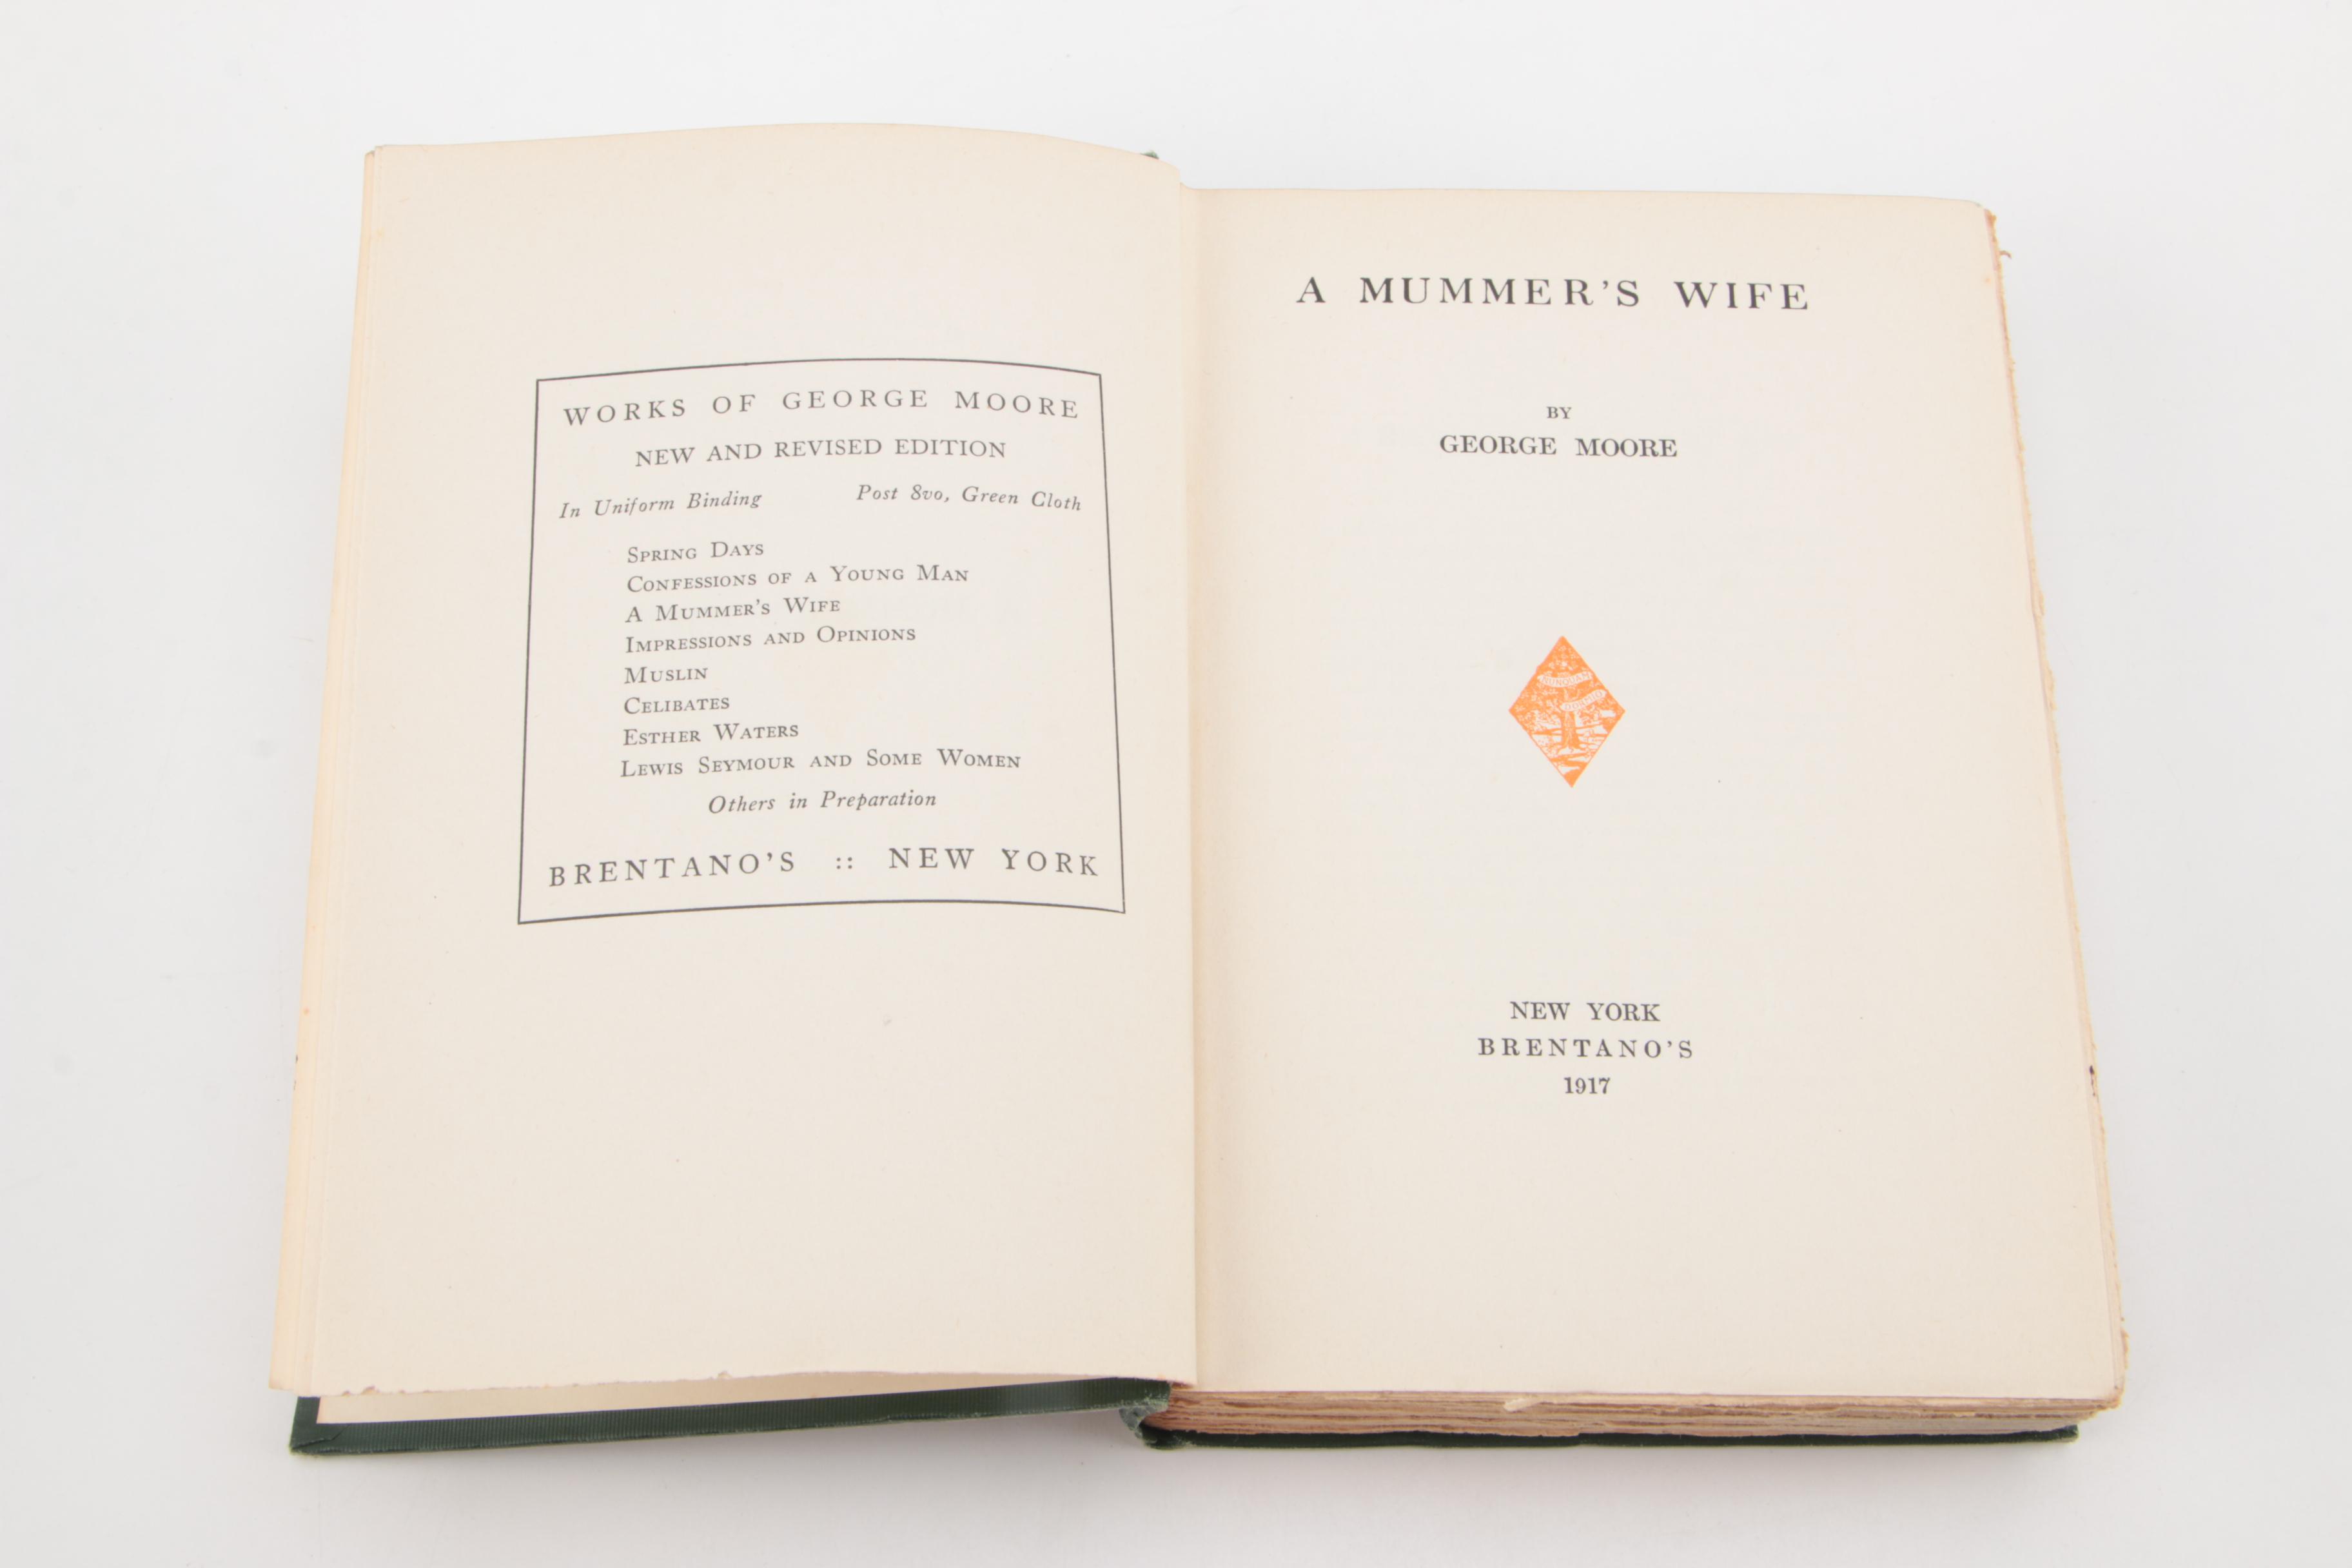 WORKS OF GEORGE MOORE
NEW AND REVISED EDITION
In Uniform Binding Post 8vo, Green Cloth
SPRING DAYS
CONFESSIONS OF A YOUNG MAN
A MUMMER'S WIFE
IMPRESSIONS AND OPINIONS
MUSLIN
CELIBATES
ESTHER WATERS
LEWIS SEYMOUR AND SOME WOMEN
Others in Preparation
BRENTANO'S :: NEW YORK
A MUMMER'S WIFE
BY
GEORGE MOORE
NUNQUAM
DORMIO
NEW YORK
BRENTANO'S
1917